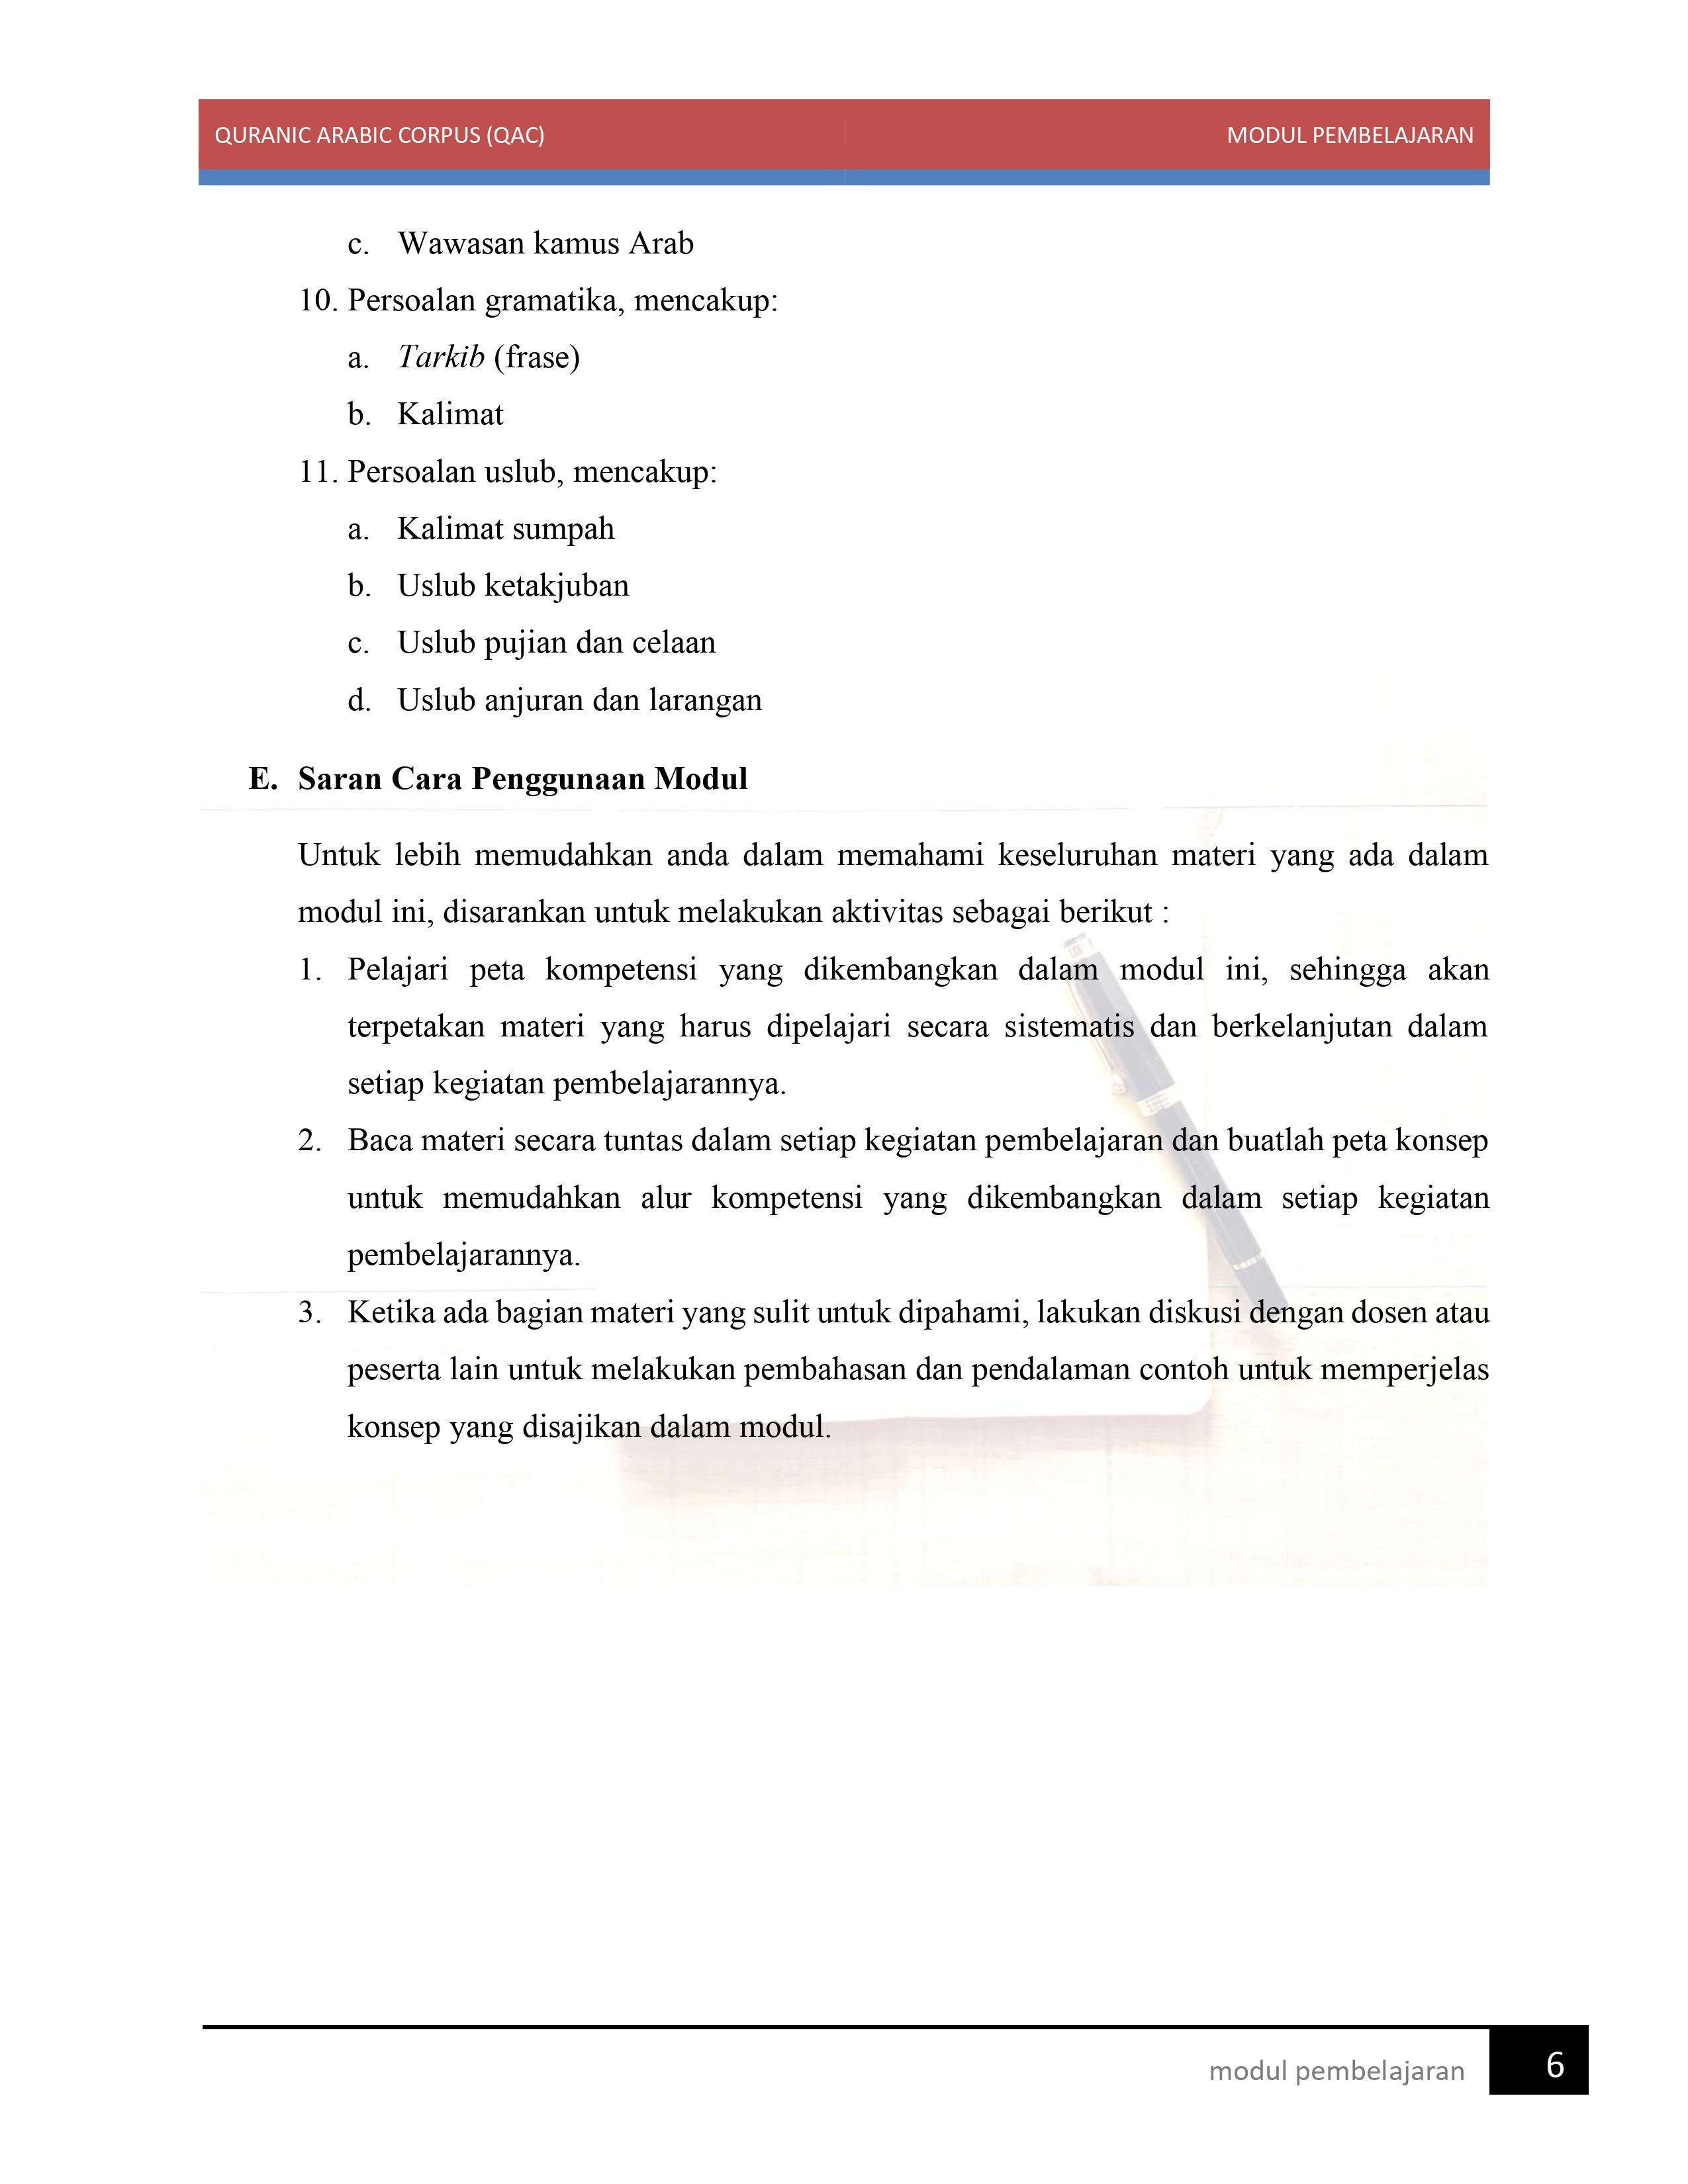 QURANIC ARABIC CORPUS (QAC) MODUL PEMBELAJARAN
c. Wawasan kamus Arab
10. Persoalan gramatika, mencakup:
a. Tarkib (frase)
b. Kalimat
11. Persoalan uslub, mencakup:
a. Kalimat sumpah
b. Uslub ketakjuban
c. Uslub pujian dan celaan
d. Uslub anjuran dan larangan
E. Saran Cara Penggunaan Modul
Untuk lebih memudahkan anda dalam memahami keseluruhan materi yang ada dalam
modul ini, disarankan untuk melakukan aktivitas sebagai berikut :
1. Pelajari peta kompetensi yang dikembangkan dalam modul ini, sehingga akan
terpetakan materi yang harus dipelajari secara sistematis dan berkelanjutan dalam
setiap kegiatan pembelajarannya.
2. Baca materi secara tuntas dalam setiap kegiatan pembelajaran dan buatlah peta konsep
untuk memudahkan alur kompetensi yang dikembangkan dalam setiap kegiatan
pembelajarannya.
3. Ketika ada bagian materi yang sulit untuk dipahami, lakukan diskusi dengan dosen atau
peserta lain untuk melakukan pembahasan dan pendalaman contoh untuk memperjelas
konsep yang disajikan dalam modul.
modul pembelajaran 6